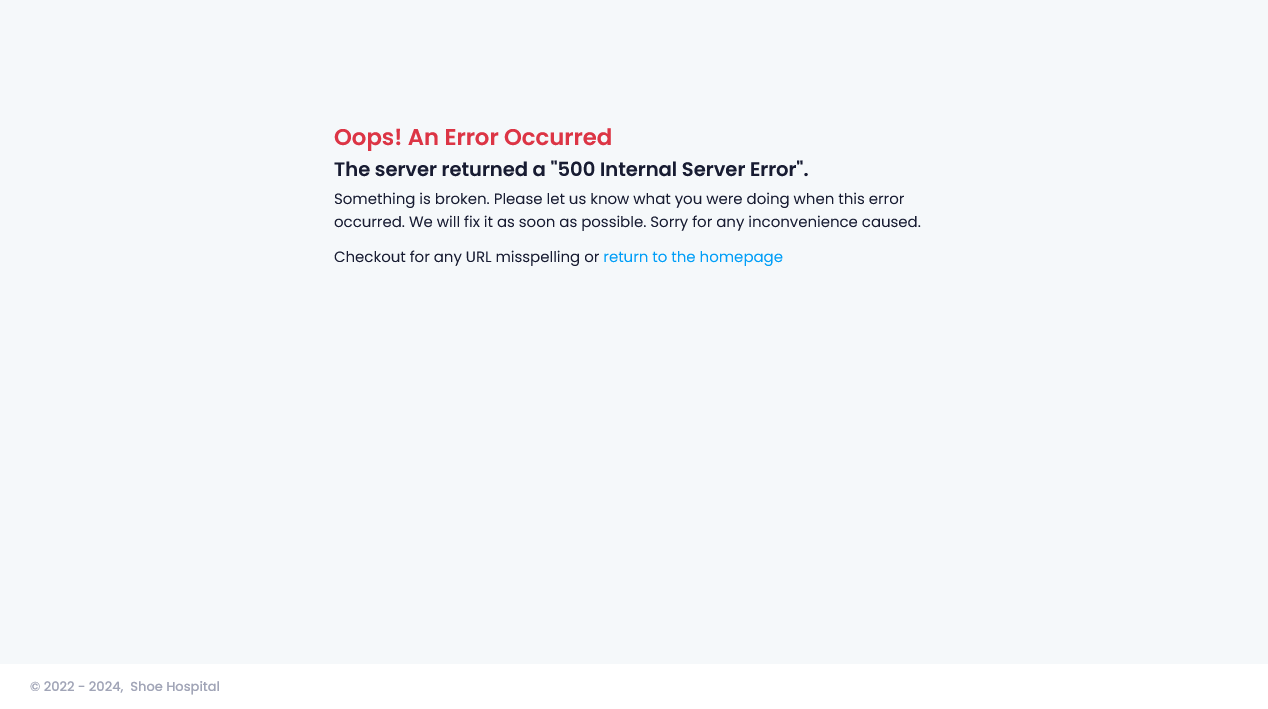 Oops! An Error Occurred
The server returned a "500 Internal Server Error".
Something is broken. Please let us know what you were doing when this error
occurred. We will fix it as soon as possible. Sorry for any inconvenience caused.
Checkout for any URL misspelling or return to the homepage
© 2022 - 2024, Shoe Hospital